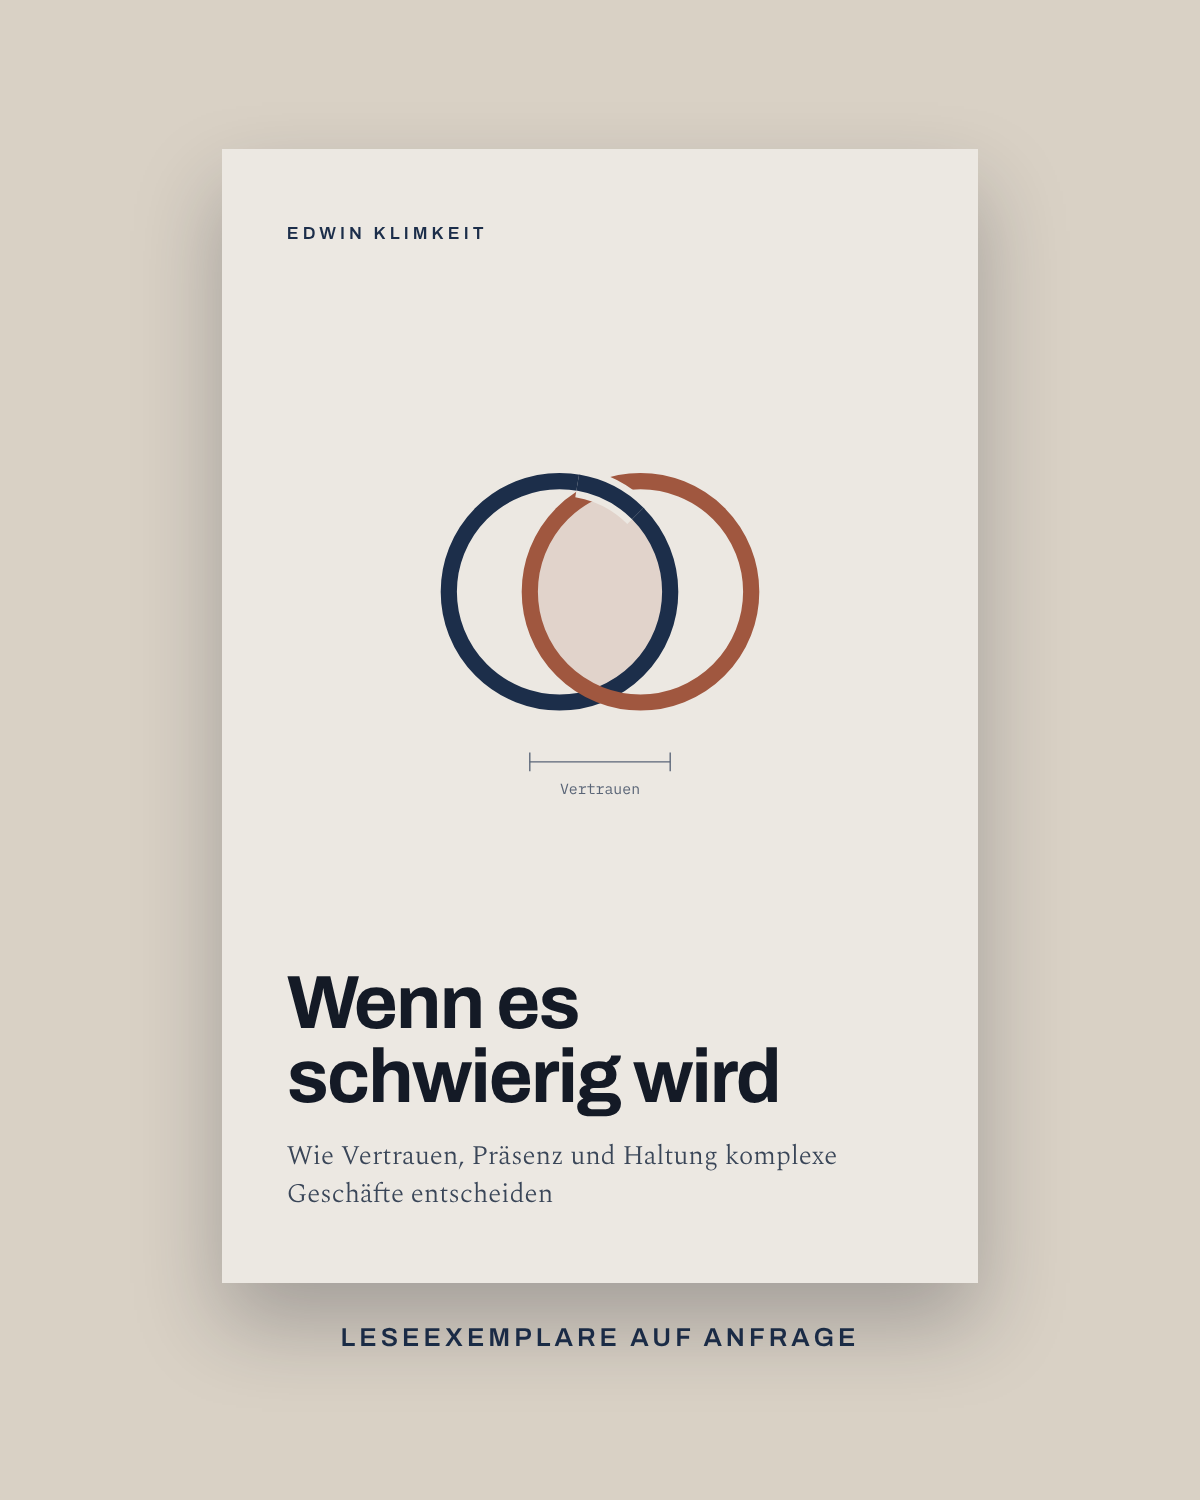 EDWIN KLIMKEIT
Vertrauen
Wenn es
schwierig wird
Wie Vertrauen, Präsenz und Haltung komplexe
Geschäfte entscheiden
LESEEXEMPLARE AUF ANFRAGE